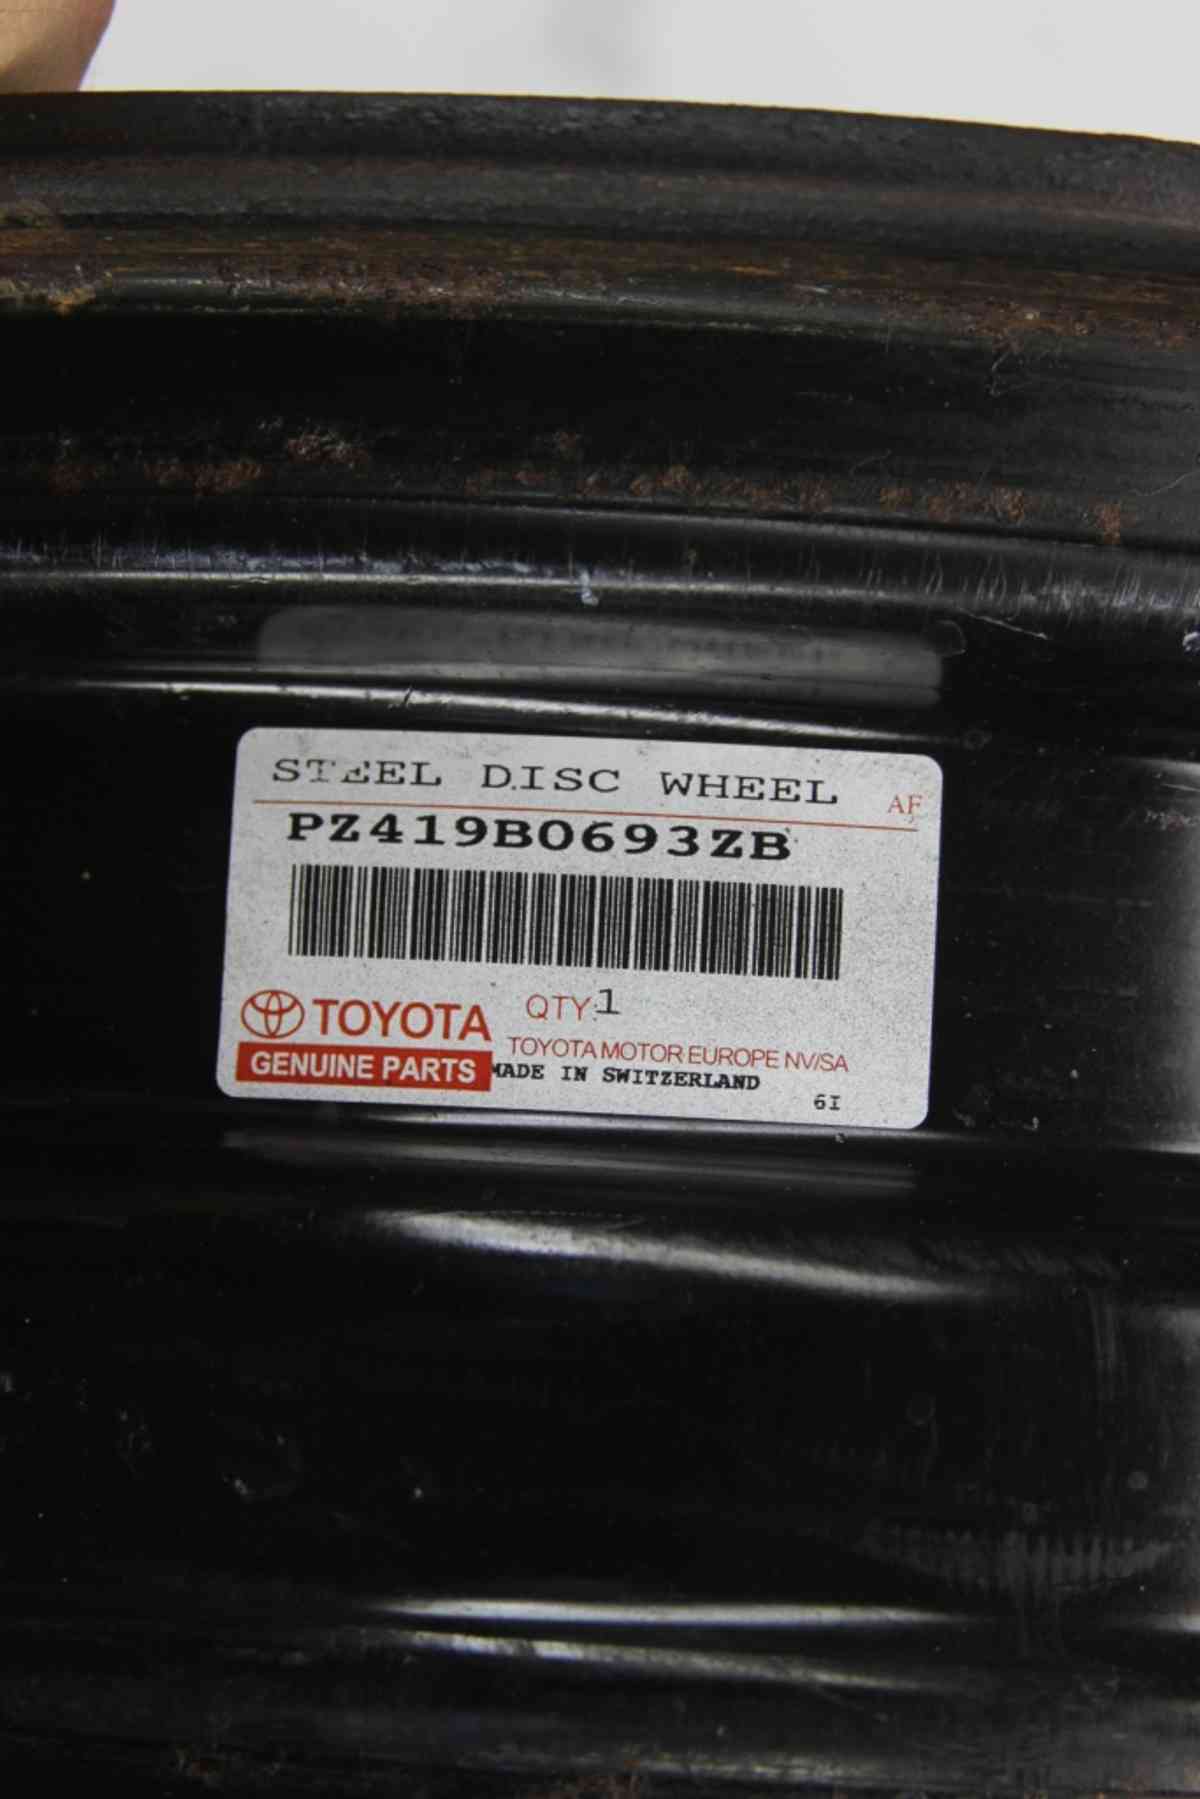 STEEL DISC WHEEL AF
PZ419B0693ZB
QTY:1
TOYOTA
GENUINE PARTS
TOYOTA MOTOR EUROPE NV/SA
MADE IN SWITZERLAND
6I